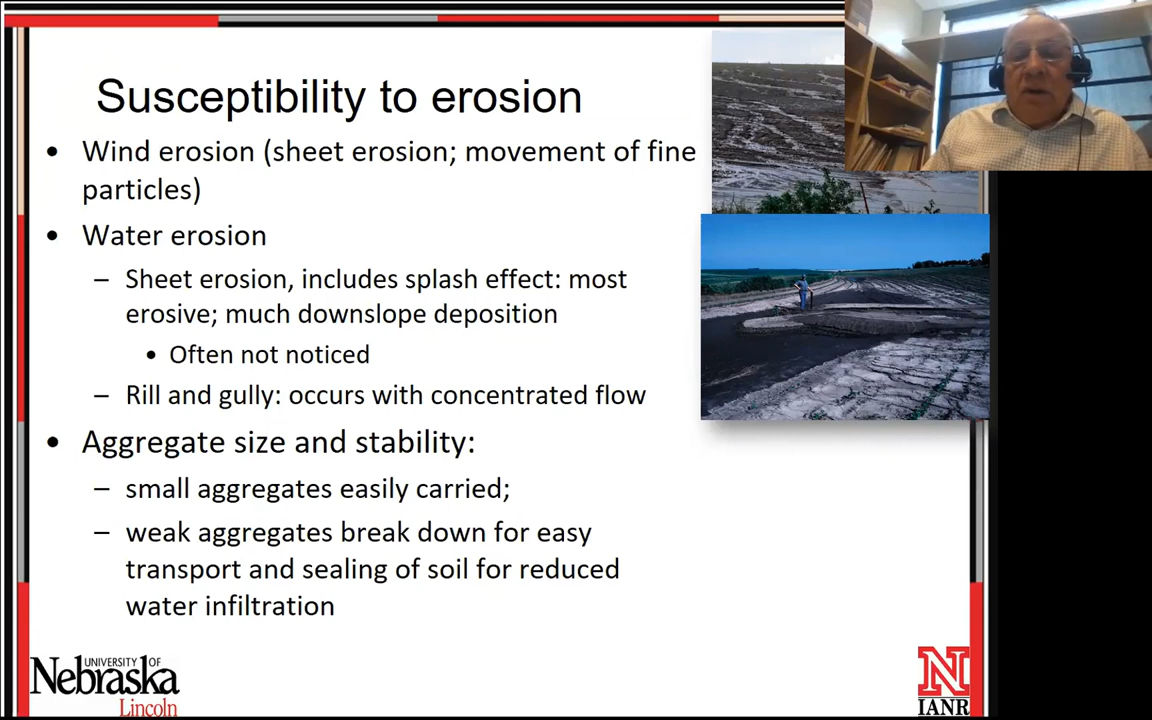 Susceptibility to erosion
• Wind erosion (sheet erosion; movement of fine
particles)
• Water erosion
– Sheet erosion, includes splash effect: most
erosive; much downslope deposition
• Often not noticed
– Rill and gully: occurs with concentrated flow
• Aggregate size and stability:
– small aggregates easily carried;
– weak aggregates break down for easy
transport and sealing of soil for reduced
water infiltration
UNIVERSITY OF
Nebraska
Lincoln
N
IANR